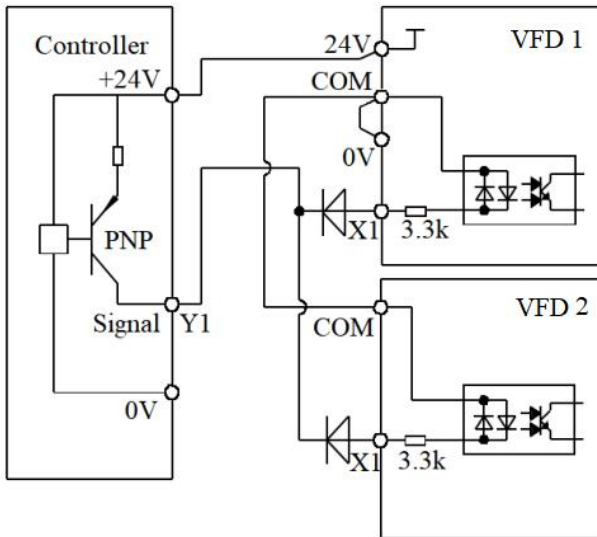 Controller
+24V
PNP
Signal
Y1
0V
24V
VFD 1
COM
0V
X1
3.3k
VFD 2
COM
X1
3.3k